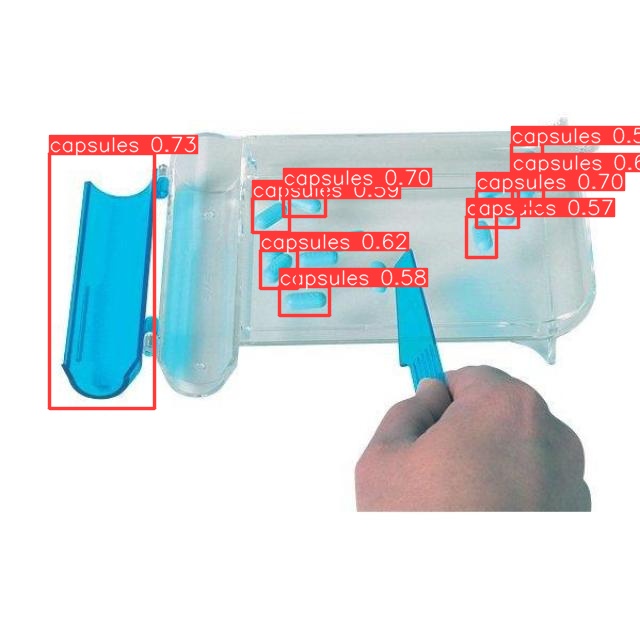 capsules 0.5
capsules 0.73
capsules 0.6
capsules 0.70
capsules 0.70
capsules 0.59
capsules 0.57
capsules 0.62
capsules 0.58